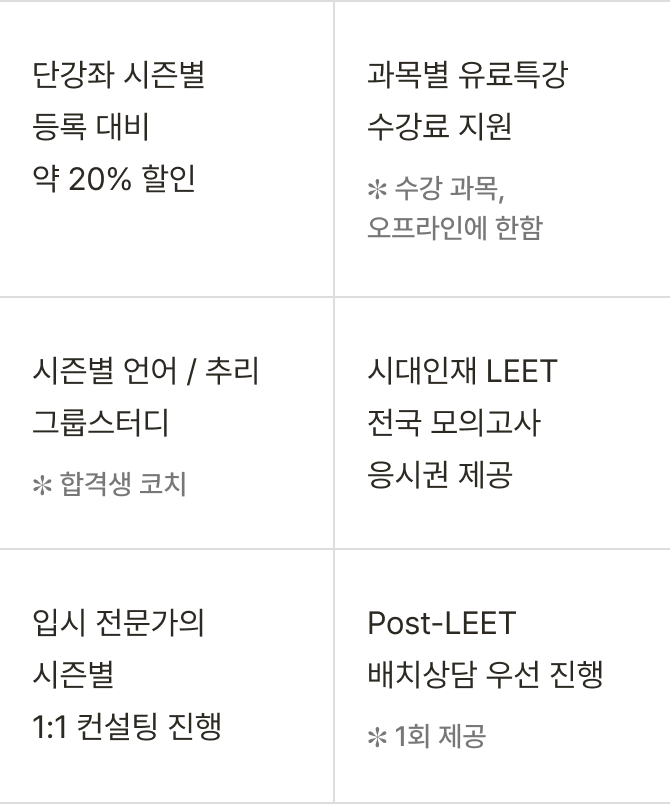 단강좌 시즌별
등록 대비
약 20% 할인
과목별 유료특강
수강료 지원
✻ 수강 과목,
오프라인에 한함
시즌별 언어 / 추리
그룹스터디
✻ 합격생 코치
시대인재 LEET
전국 모의고사
응시권 제공
입시 전문가의
시즌별
1:1 컨설팅 진행
Post-LEET
배치상담 우선 진행
✻ 1회 제공